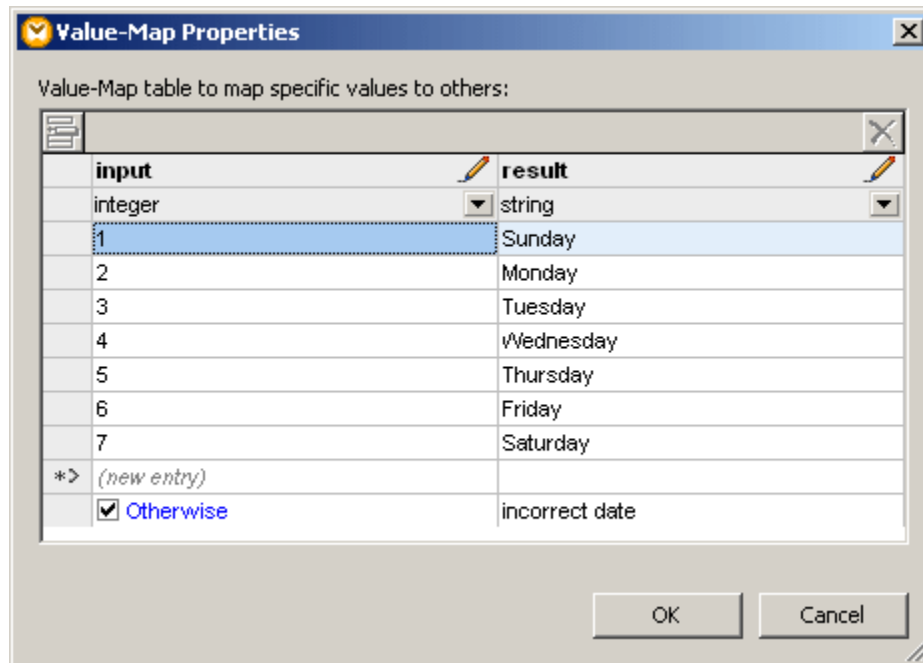 Value-Map Properties
Value-Map table to map specific values to others:
input result
integer string
1 Sunday
2 Monday
3 Tuesday
4 Wednesday
5 Thursday
6 Friday
7 Saturday
*> (new entry)
Otherwise incorrect date
OK Cancel